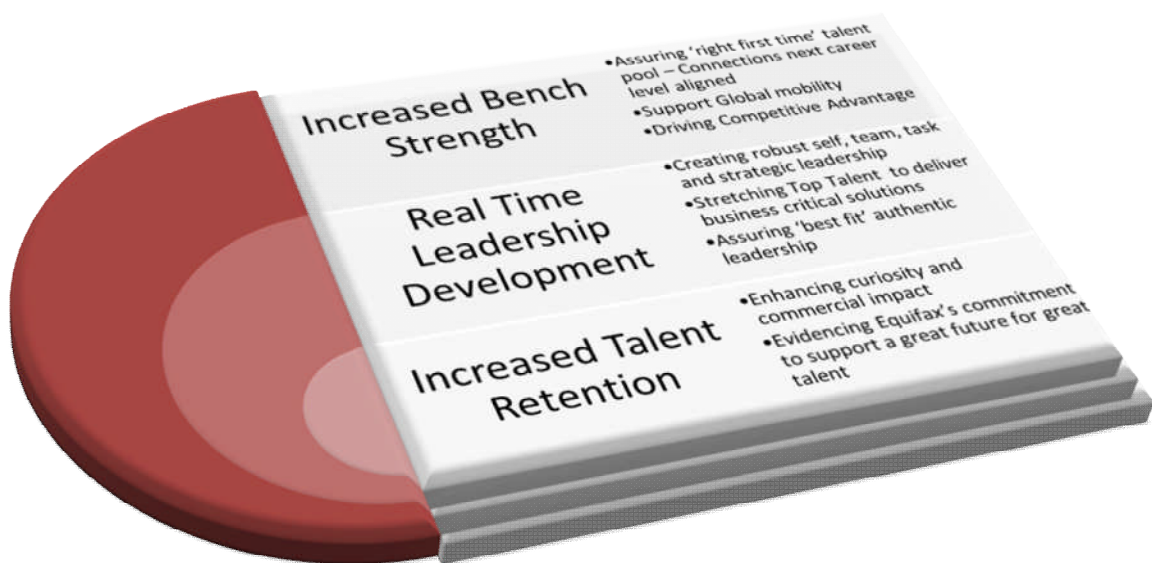 Increased Bench
Strength
•Assuring ‘right first time’ talent
pool – Connections next career
level aligned
•Support Global mobility
•Driving Competitive Advantage
Real Time
Leadership
Development
•Creating robust self, team, task
and strategic leadership
•Stretching Top Talent to deliver
business critical solutions
•Assuring ‘best fit’ authentic
leadership
Increased Talent
Retention
•Enhancing curiosity and
commercial impact
•Evidencing Equifax’s commitment
to support a great future for great
talent